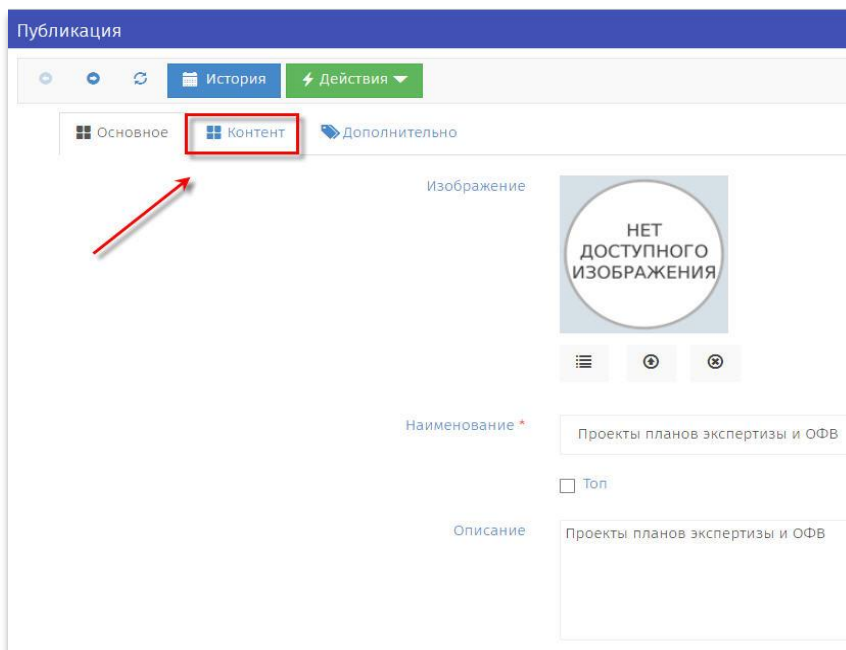 Публикация
История Действия
Основное Контент Дополнительно
Изображение
НЕТ
ДОСТУПНОГО
ИЗОБРАЖЕНИЯ
Наименование * Проекты планов экспертизы и ОФВ
Топ
Описание Проекты планов экспертизы и ОФВ